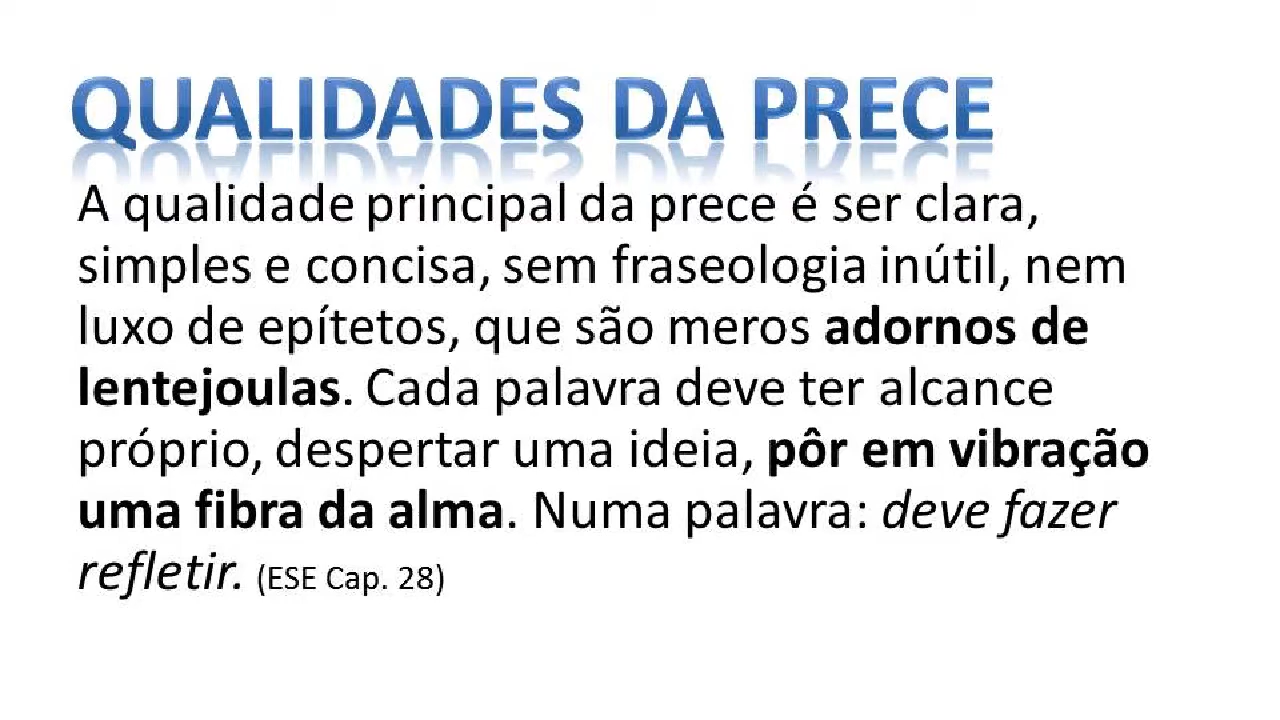 QUALIDADES DA PRECE
A qualidade principal da prece é ser clara,
simples e concisa, sem fraseologia inútil, nem
luxo de epítetos, que são meros adornos de
lentejoulas. Cada palavra deve ter alcance
próprio, despertar uma ideia, pôr em vibração
uma fibra da alma. Numa palavra: deve fazer
refletir. (ESE Cap. 28)